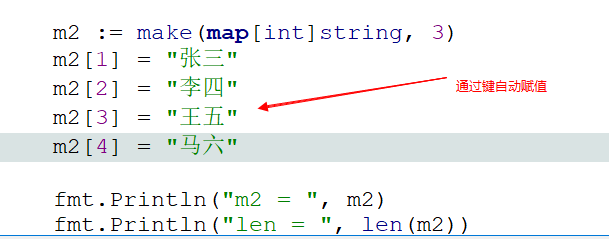 m2 := make(map[int]string, 3)
m2[1] = "张三"
m2[2] = "李四"
m2[3] = "王五"
通过键自动赋值
m2[4] = "马六"
fmt.Println("m2 = ", m2)
fmt.Println("len = ", len(m2))